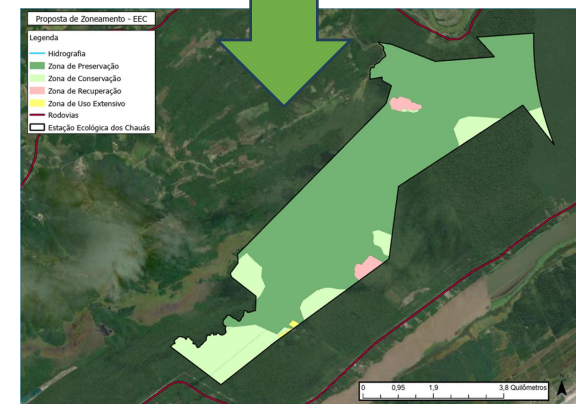 Proposta de Zoneamento - EEC
Legenda
Hidrografia
Zona de Preservação
Zona de Conservação
Zona de Recuperação
Zona de Uso Extensivo
Rodovias
Estação Ecológica dos Chauás
0 0,95 1,9 3,8 Quilômetros
N